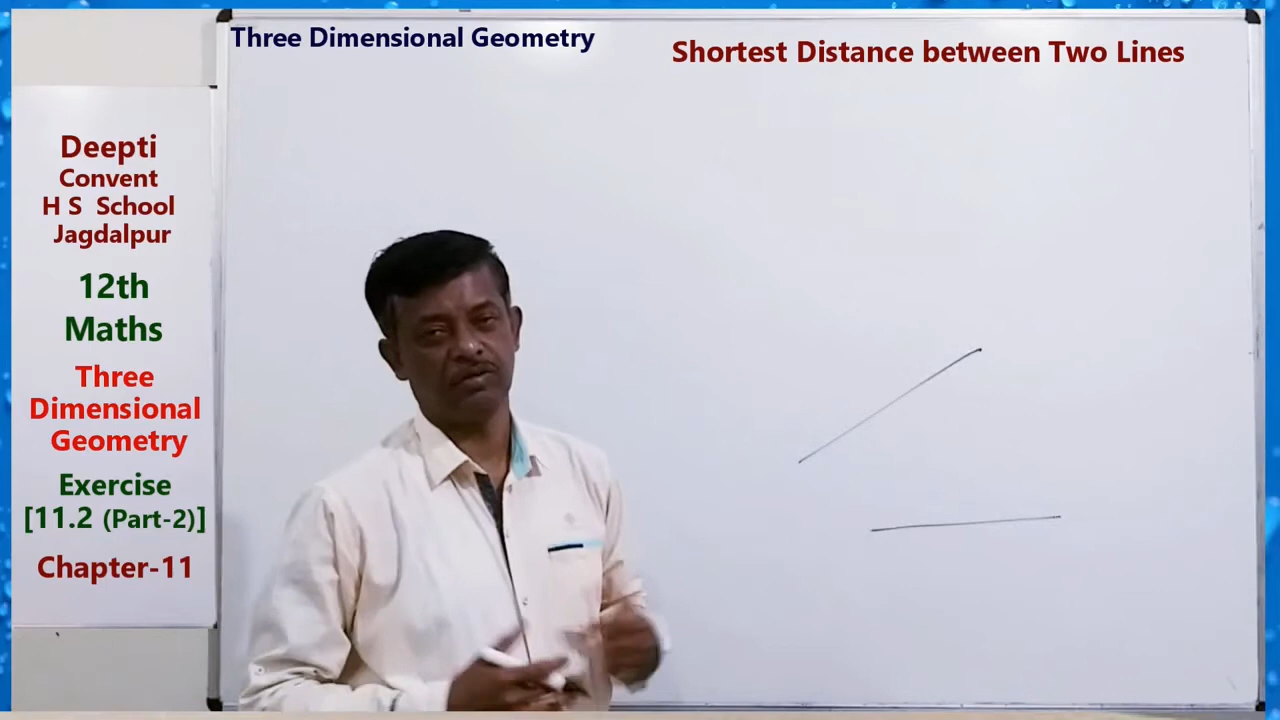 Three Dimensional Geometry
Shortest Distance between Two Lines
Deepti
Convent
H S School
Jagdalpur
12th
Maths
Three
Dimensional
Geometry
Exercise
[11.2 (Part-2)]
Chapter-11